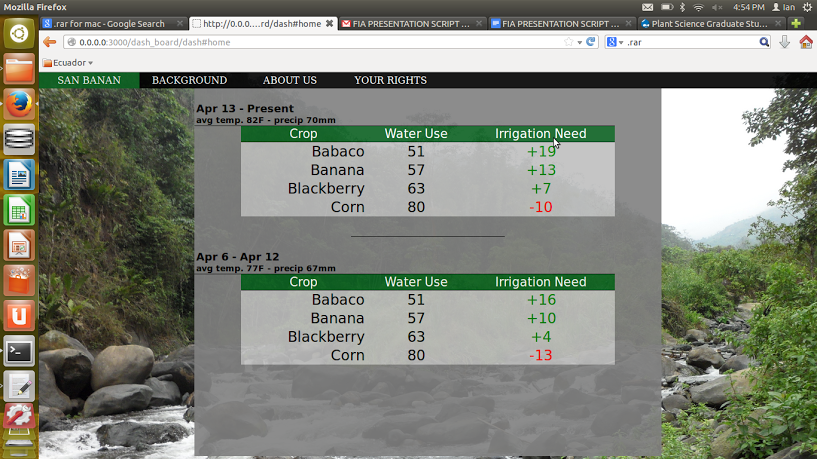 Mozilla Firefox 4:54 PM Ian
.rar for mac - Google Search http://0.0.0....rd/dash#home FIA PRESENTATION SCRIPT ... FIA PRESENTATION SCRIPT ... Plant Science Graduate Stu...
0.0.0.0:3000/dash_board/dash#home .rar
Ecuador
SAN BANAN BACKGROUND ABOUT US YOUR RIGHTS
Apr 13 - Present
avg temp. 82F - precip 70mm
Crop Water Use Irrigation Need
Babaco 51 +19
Banana 57 +13
Blackberry 63 +7
Corn 80 -10
Apr 6 - Apr 12
avg temp. 77F - precip 67mm
Crop Water Use Irrigation Need
Babaco 51 +16
Banana 57 +10
Blackberry 63 +4
Corn 80 -13